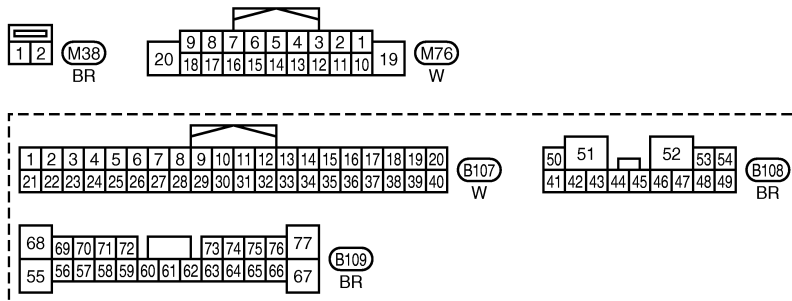 1 2
M38
BR
9 8 7 6 5 4 3 2 1
20 18 17 16 15 14 13 12 11 10 19
M76
W
1 2 3 4 5 6 7 8 9 10 11 12 13 14 15 16 17 18 19 20
21 22 23 24 25 26 27 28 29 30 31 32 33 34 35 36 37 38 39 40
B107
W
50 51 52 53 54
41 42 43 44 45 46 47 48 49
B108
BR
68 69 70 71 72 73 74 75 76 77
55 56 57 58 59 60 61 62 63 64 65 66 67
B109
BR